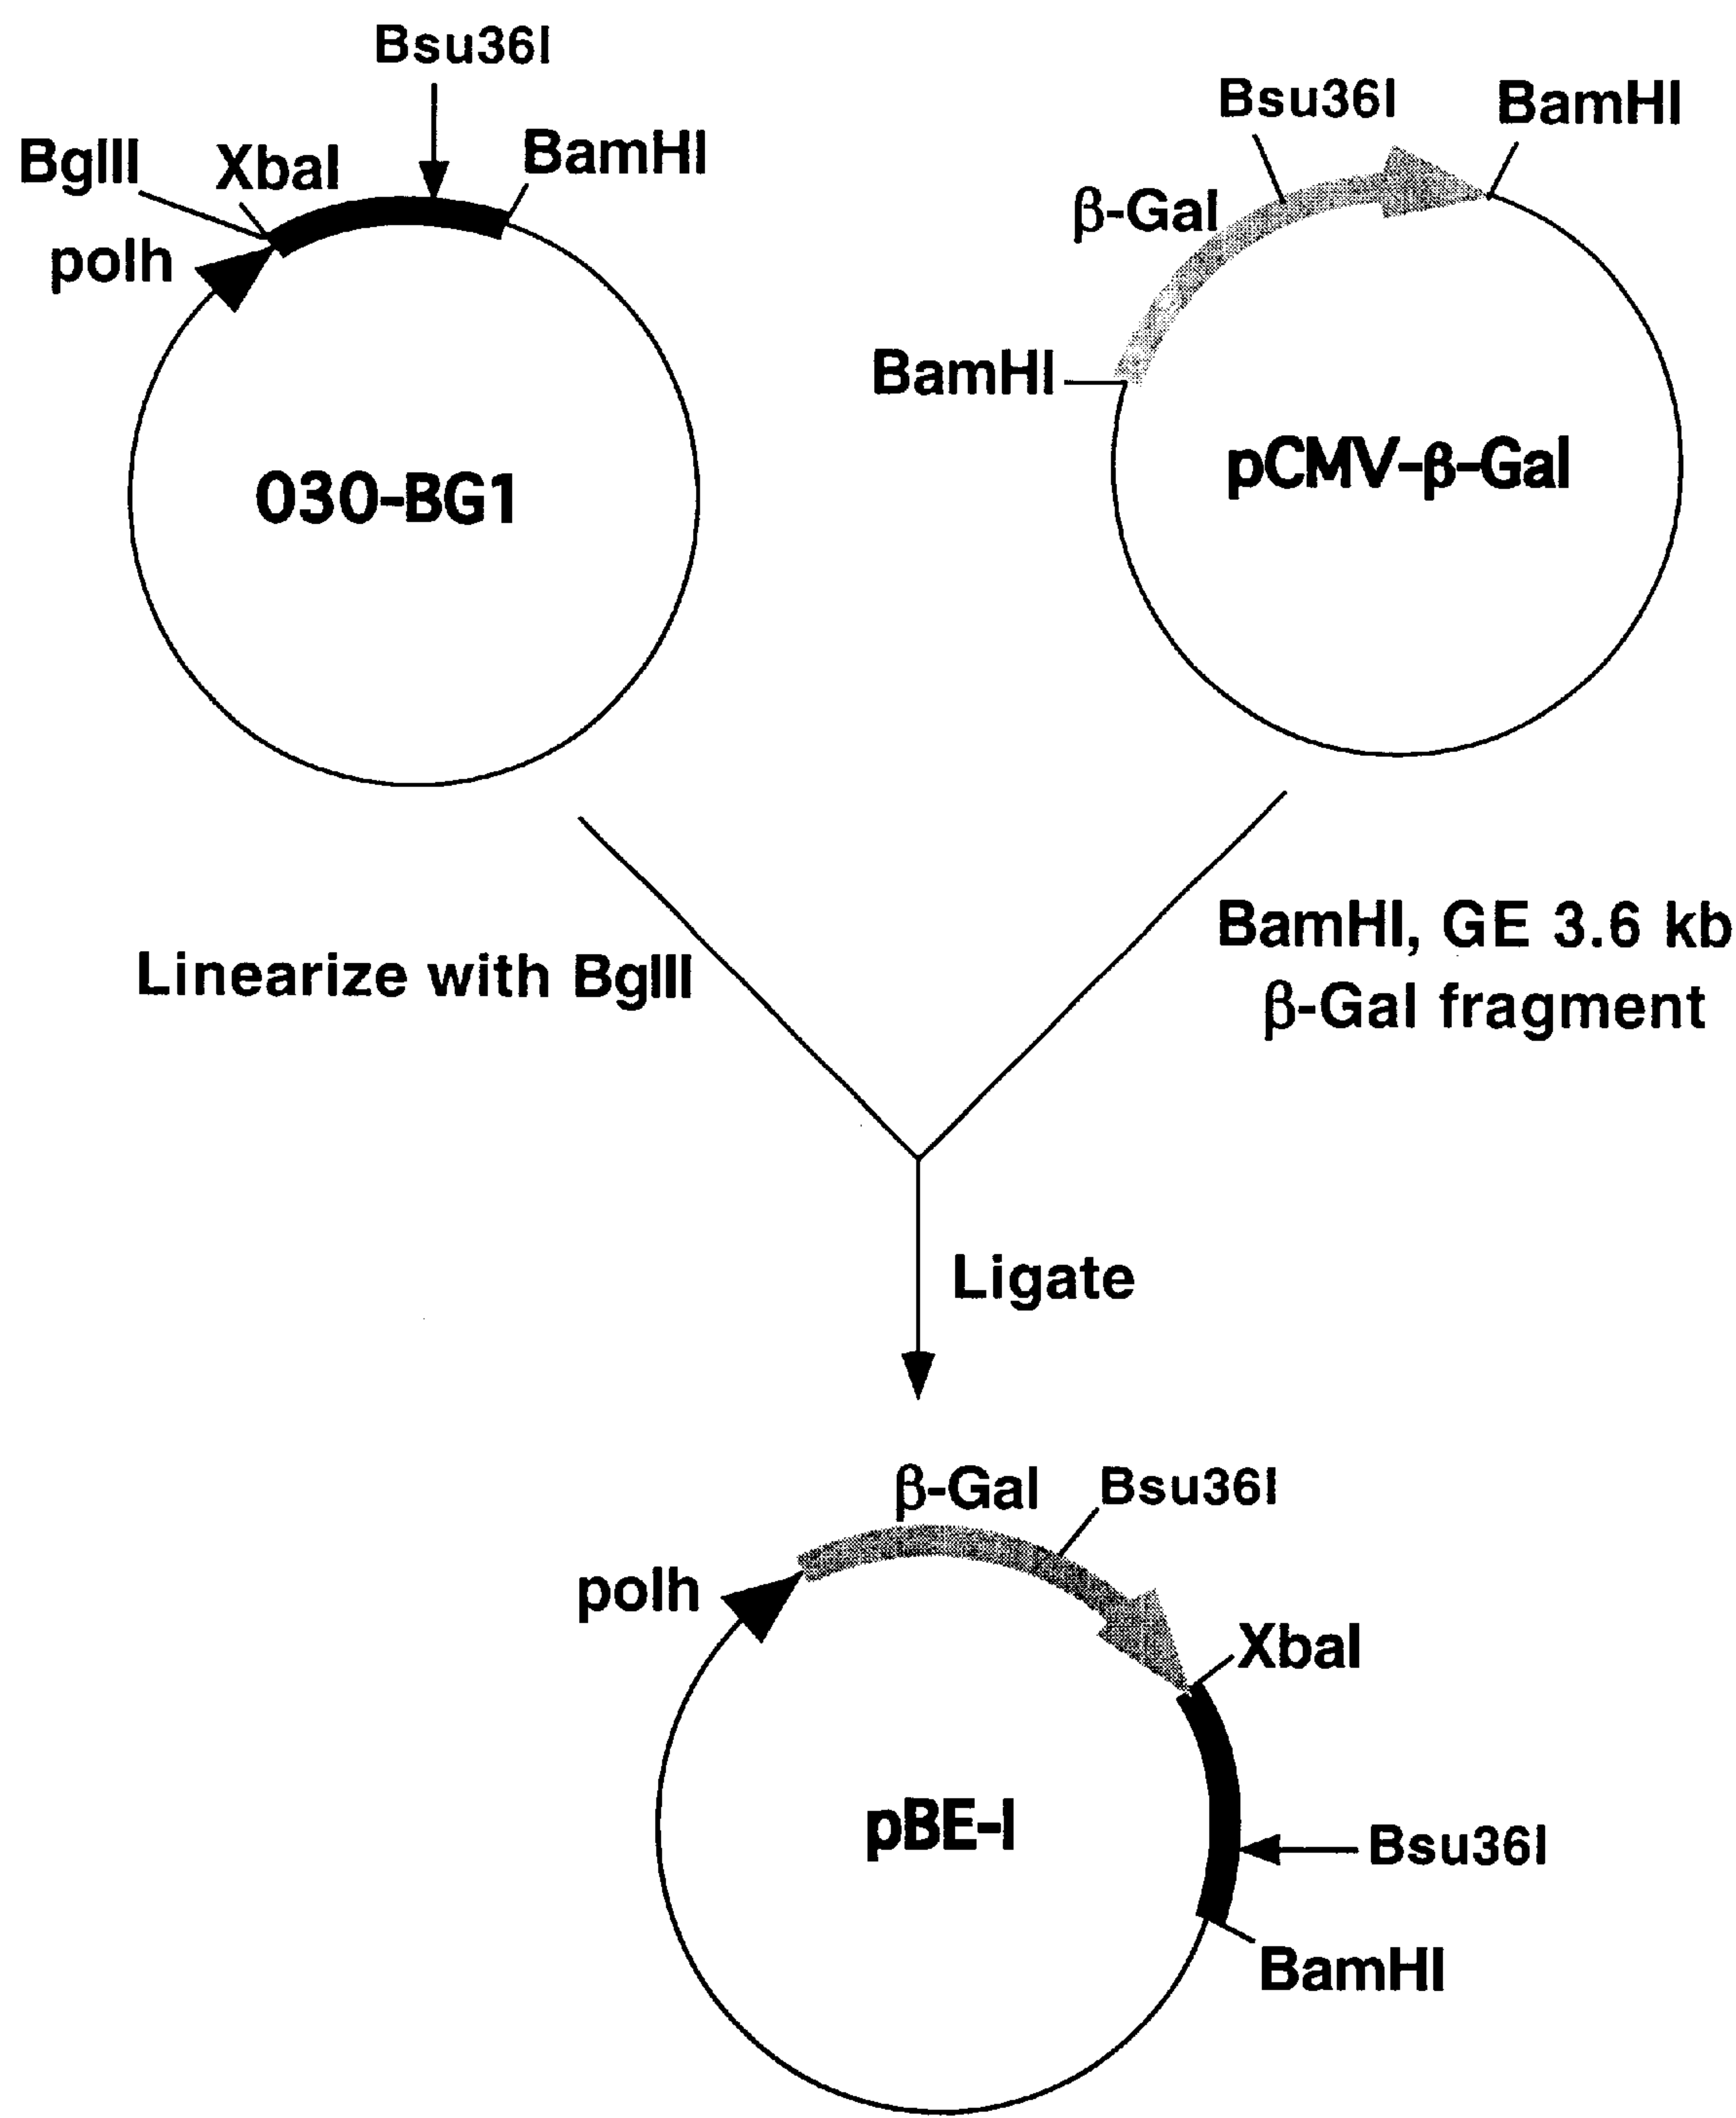 Bsu36I
BglII
XbaI
BamHI
polh
030-BG1
Bsu36I
BamHI
β-Gal
BamHI
pCMV-β-Gal
Linearize with BglII
BamHI, GE 3.6 kb
β-Gal fragment
Ligate
β-Gal
Bsu36I
polh
XbaI
pBE-I
Bsu36I
BamHI